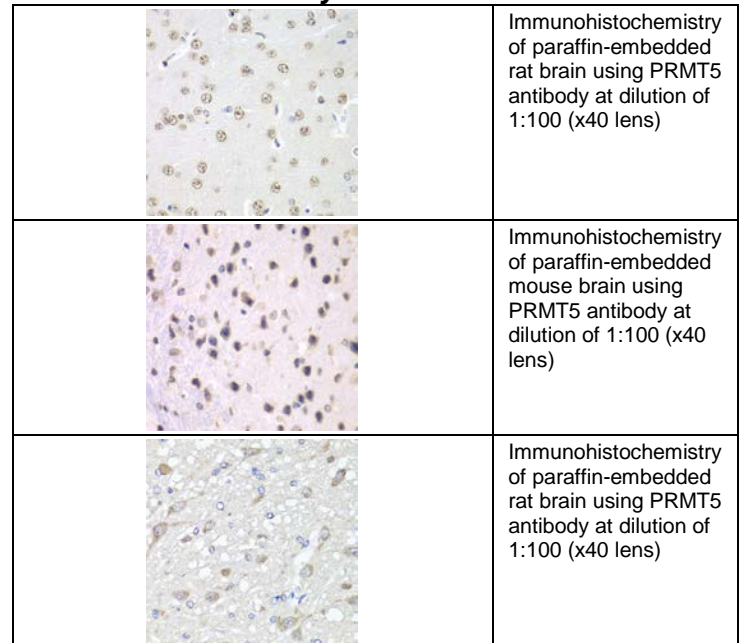 Immunohistochemistry
of paraffin-embedded
rat brain using PRMT5
antibody at dilution of
1:100 (x40 lens)
Immunohistochemistry
of paraffin-embedded
mouse brain using
PRMT5 antibody at
dilution of 1:100 (x40
lens)
Immunohistochemistry
of paraffin-embedded
rat brain using PRMT5
antibody at dilution of
1:100 (x40 lens)